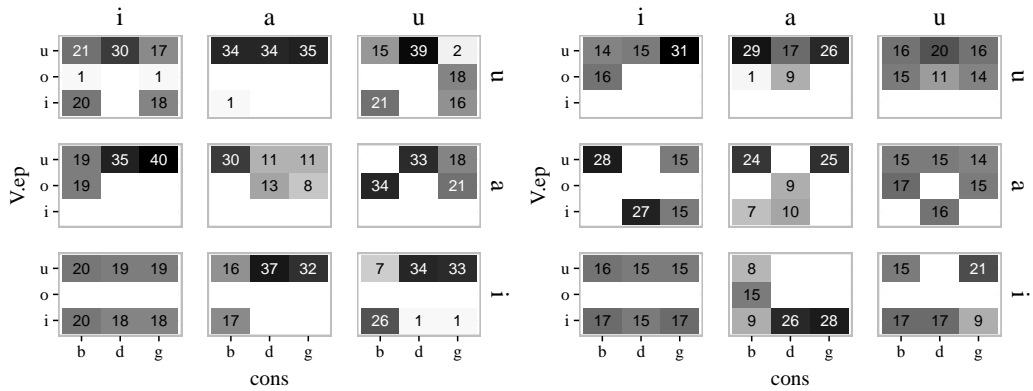 i a u i a u
u 21 30 17 34 34 35 15 39 2 u u 14 15 31 29 17 26 16 20 16 u
o 1 1 18 o 16 1 9 15 11 14
i 20 18 1 21 16 i
u 19 35 40 30 11 11 33 18 a u 28 15 24 25 15 15 14 a
V.ep o 19 13 8 34 21 V.ep o 9 17 15
i i 27 15 7 10 16
u 20 19 19 16 37 32 7 34 33 i u 16 15 15 8 15 21 i
o o 15
i 20 18 18 17 26 1 1 i 17 15 17 9 26 28 17 17 9
b d g b d g b d g b d g b d g b d g
cons cons